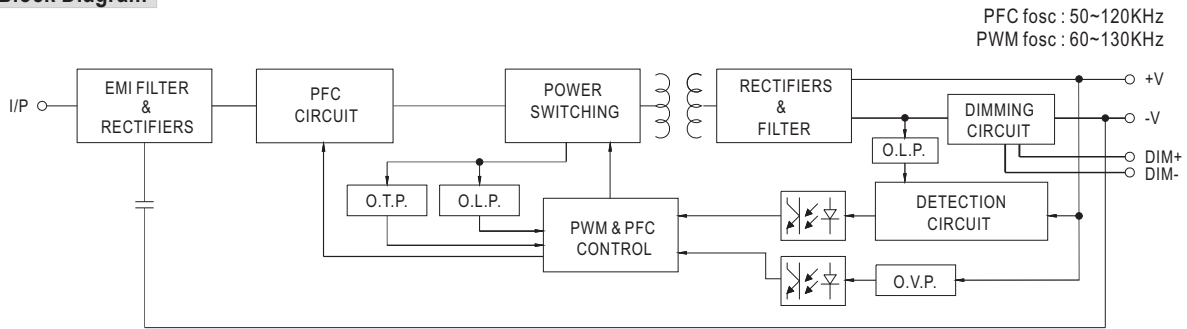 Block Diagram
PFC fosc : 50~120KHz
PWM fosc : 60~130KHz
I/P
EMI FILTER
&
RECTIFIERS
PFC
CIRCUIT
POWER
SWITCHING
RECTIFIERS
&
FILTER
+V
DIMMING
CIRCUIT
-V
O.L.P.
DIM+
DIM-
O.T.P.
O.L.P.
PWM & PFC
CONTROL
DETECTION
CIRCUIT
O.V.P.